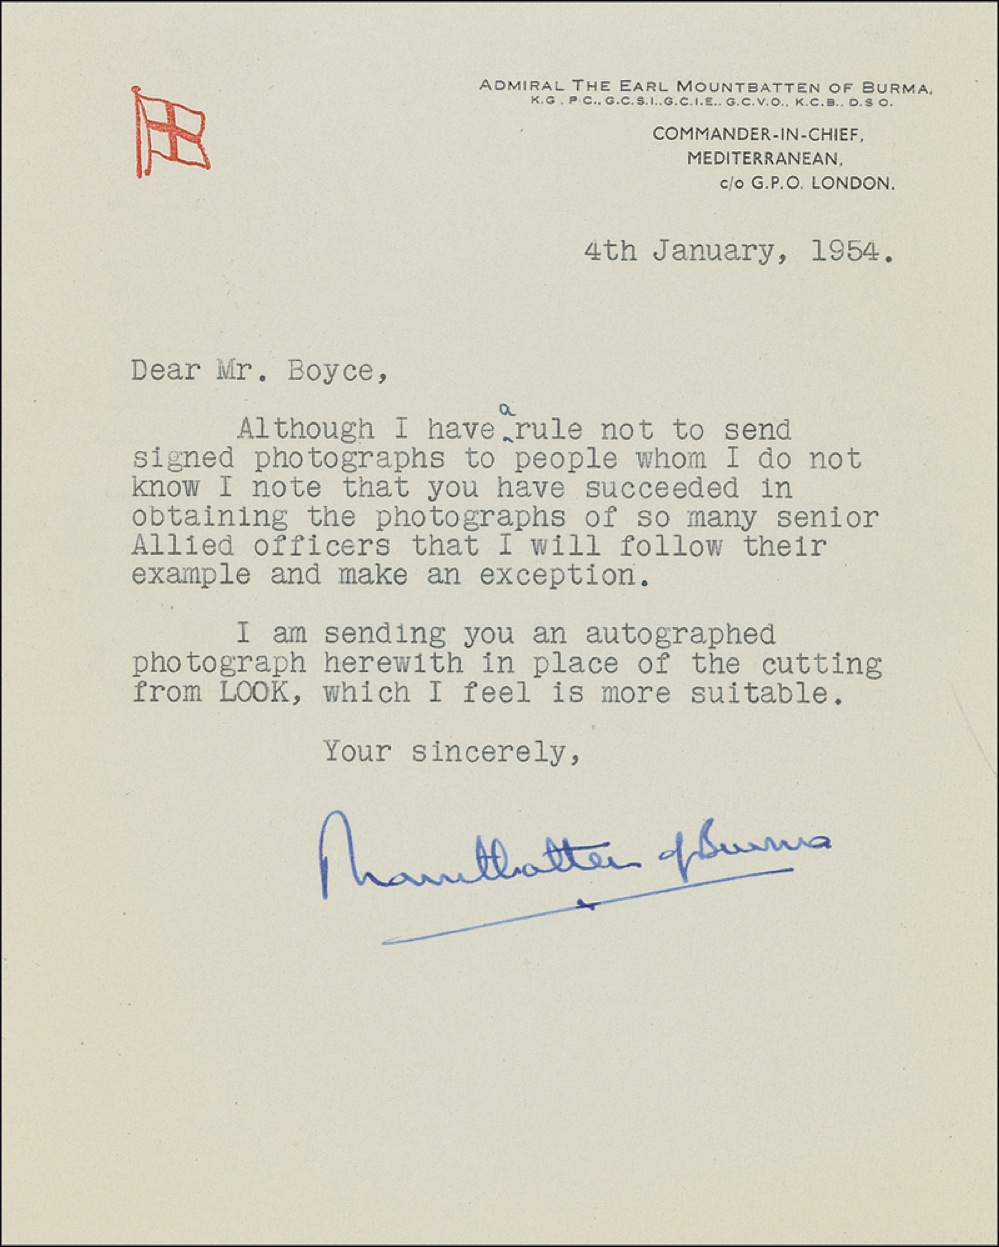 ADMIRAL THE EARL MOUNTBATTEN OF BURMA,
K.G., P.C., G.C.S.I., G.C.I.E., G.C.V.O., K.C.B., D.S.O.
COMMANDER-IN-CHIEF,
MEDITERRANEAN,
c/o G.P.O. LONDON.
4th January, 1954.
Dear Mr. Boyce,
Although I have a rule not to send
signed photographs to people whom I do not
know I note that you have succeeded in
obtaining the photographs of so many senior
Allied officers that I will follow their
example and make an exception.
I am sending you an autographed
photograph herewith in place of the cutting
from LOOK, which I feel is more suitable.
Your sincerely,
Mountbatten of Burma